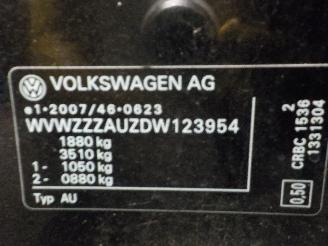 VOLKSWAGEN AG
e1*2007/46*0623
WVWZZZAUZDW123954
1880 kg
3510 kg
1- 1050 kg
2- 0880 kg
Typ AU
0,50
CRBC 1536
2
1331304